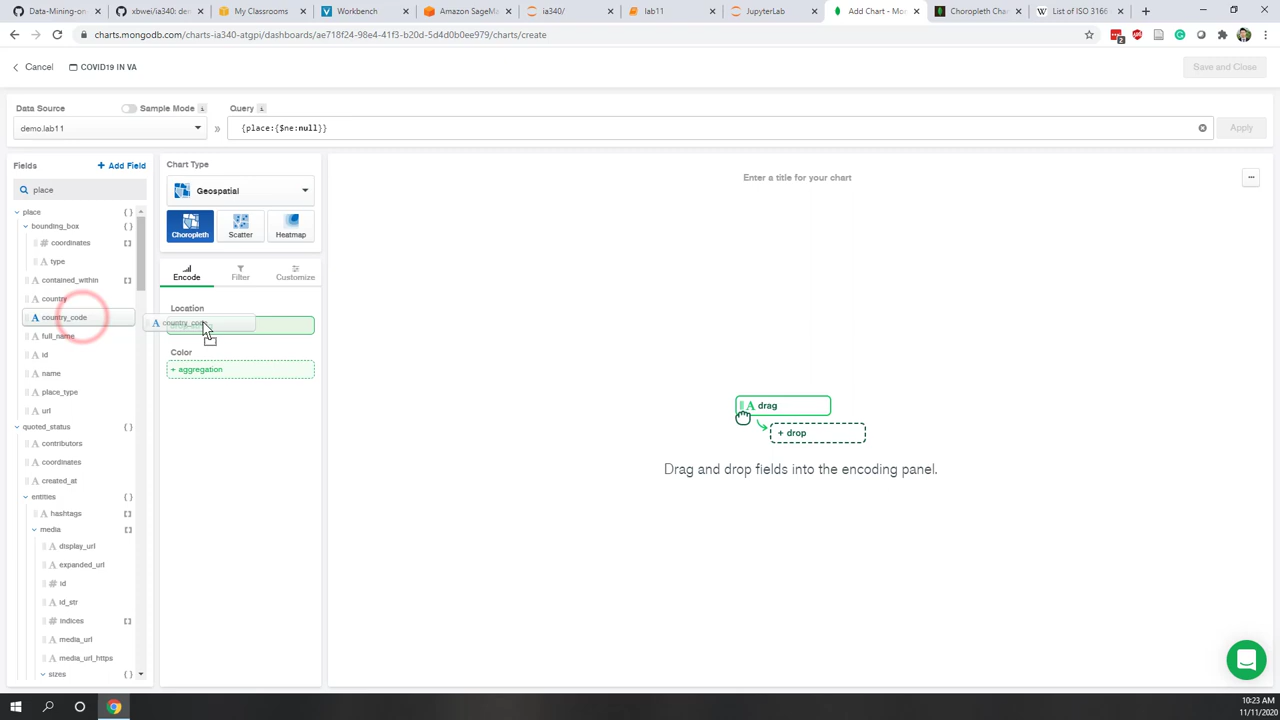 Data-Mining-on-
xbwei/ia340: dem
My Classrooms
Workbench
Amazon SageMa
ia340/
lab11
JupyterLab
Add Chart - Mon
Choropleth Cha
List of ISO 3166
charts.mongodb.com/charts-ia340-atgpi/dashboards/ae718f24-98e4-41f3-b20d-5d4d0b0ec979/charts/create
2
Cancel
COVID19 IN VA
Save and Close
Data Source
Sample Mode
i
Query
i
demo.lab11
»
{place:{$ne:null}}
Apply
Fields
+ Add Field
Chart Type
place
Geospatial
Enter a title for your chart
...
place
{ }
bounding_box
{ }
Choropleth
Scatter
Heatmap
# coordinates
[]
A type
contained_within
[]
Encode
Filter
Customize
A country
Location
A country_code
A country_code
A full_name
A id
Color
+ aggregation
A name
A place_type
A url
A drag
+ drop
quoted_status
{ }
contributors
coordinates
Drag and drop fields into the encoding panel.
A created_at
entities
{ }
hashtags
[]
media
[]
A display_url
A expanded_url
# id
A id_str
# indices
[]
A media_url
A media_url_https
sizes
{ }
10:23 AM
11/11/2020